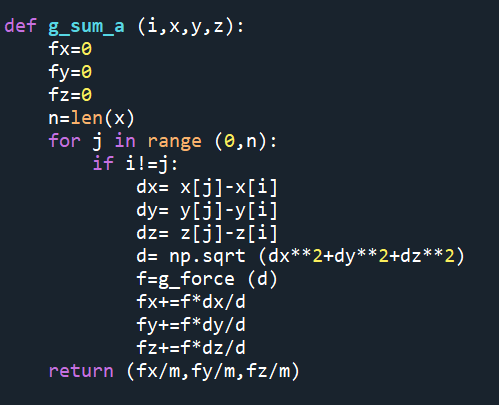 def g_sum_a (i,x,y,z):
    fx=0
    fy=0
    fz=0
    n=len(x)
    for j in range (0,n):
        if i!=j:
            dx= x[j]-x[i]
            dy= y[j]-y[i]
            dz= z[j]-z[i]
            d= np.sqrt (dx**2+dy**2+dz**2)
            f=g_force (d)
            fx+=f*dx/d
            fy+=f*dy/d
            fz+=f*dz/d
    return (fx/m,fy/m,fz/m)